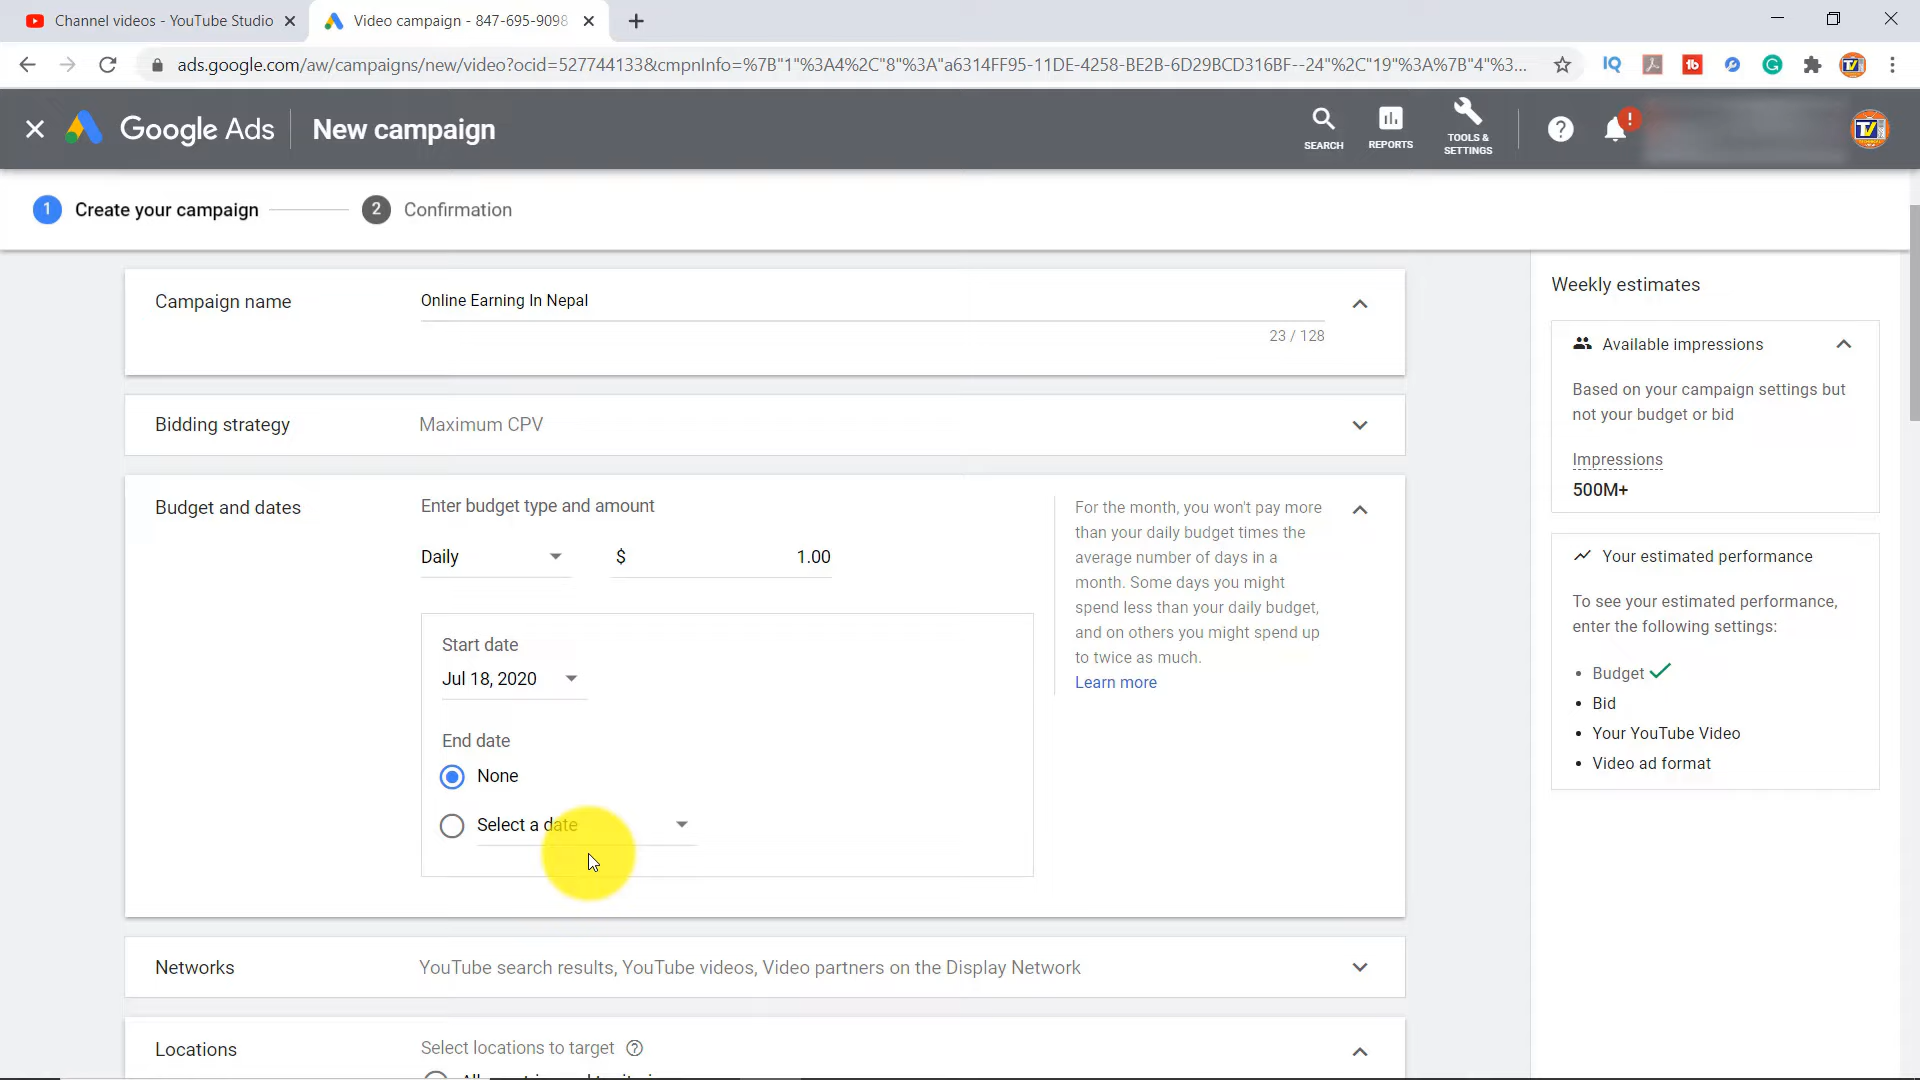 Channel videos - YouTube Studio
Video campaign - 847-695-9098
ads.google.com/aw/campaigns/new/video?ocid=527744133&cmpnInfo=%7B"1"%3A4%2C"8"%3A"a6314FF95-11DE-4258-BE2B-6D29BCD316BF--24"%2C"19"%3A%7B"4"%3...
Google Ads
New campaign
SEARCH
REPORTS
TOOLS &
SETTINGS
1 Create your campaign
2 Confirmation
Campaign name
Online Earning In Nepal
23 / 128
Bidding strategy
Maximum CPV
Budget and dates
Enter budget type and amount
Daily
$ 1.00
Start date
Jul 18, 2020
End date
None
Select a date
For the month, you won't pay more
than your daily budget times the
average number of days in a
month. Some days you might
spend less than your daily budget,
and on others you might spend up
to twice as much.
Learn more
Networks
YouTube search results, YouTube videos, Video partners on the Display Network
Locations
Select locations to target
Weekly estimates
Available impressions
Based on your campaign settings but
not your budget or bid
Impressions
500M+
Your estimated performance
To see your estimated performance,
enter the following settings:
• Budget
• Bid
• Your YouTube Video
• Video ad format